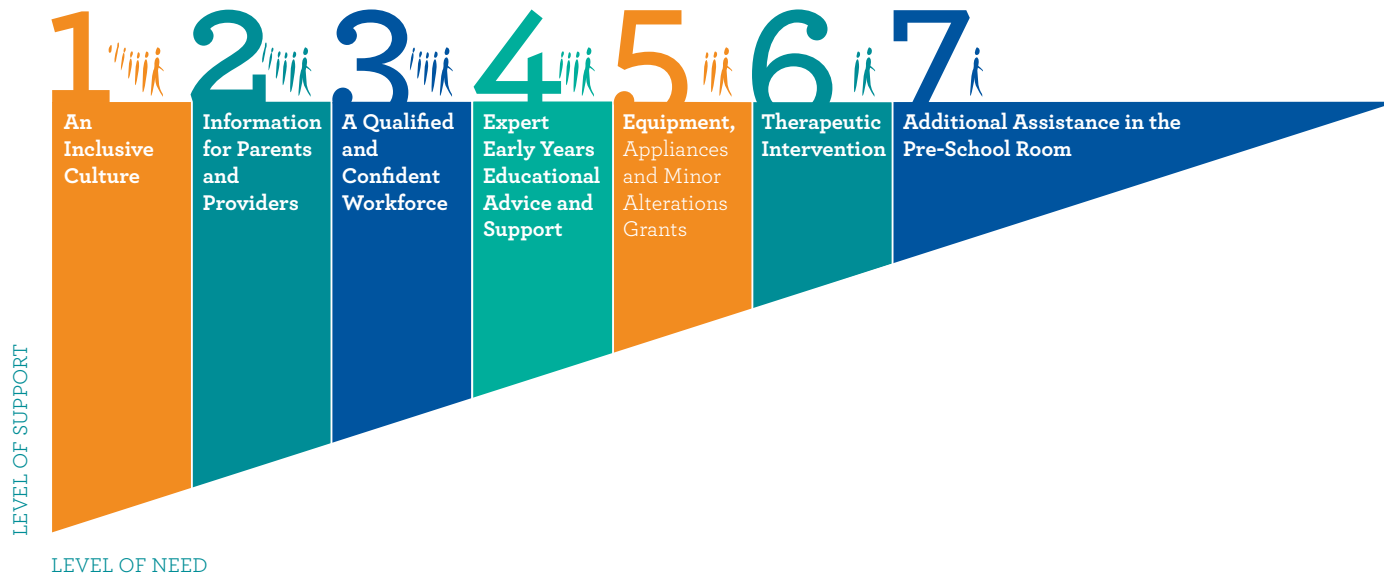 1
An
Inclusive
Culture
2
Information
for Parents
and
Providers
3
A Qualified
and
Confident
Workforce
4
Expert
Early Years
Educational
Advice and
Support
5
Equipment,
Appliances
and Minor
Alterations
Grants
6
Therapeutic
Intervention
7
Additional Assistance in the
Pre-School Room
LEVEL OF SUPPORT
LEVEL OF NEED